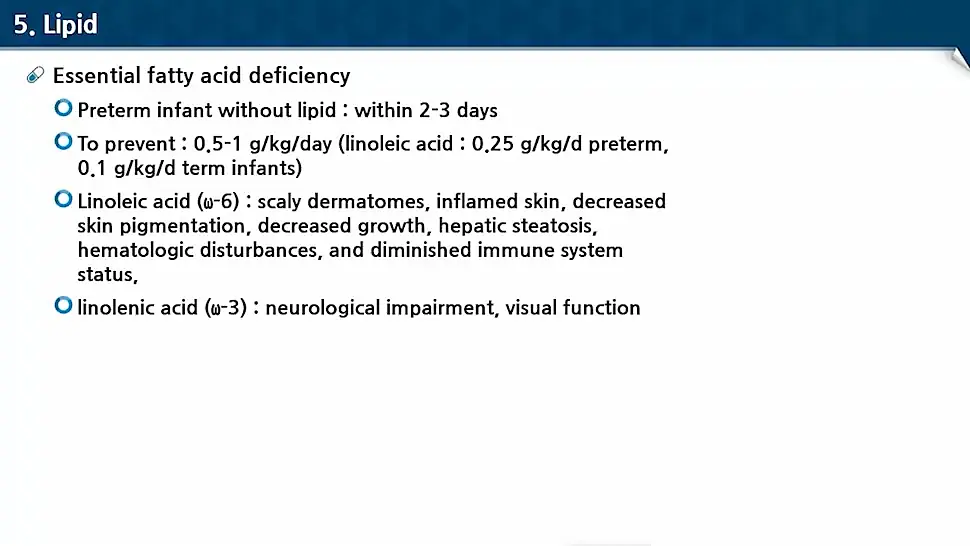 5. Lipid
Essential fatty acid deficiency
Preterm infant without lipid : within 2-3 days
To prevent : 0.5-1 g/kg/day (linoleic acid : 0.25 g/kg/d preterm,
0.1 g/kg/d term infants)
Linoleic acid (ω-6) : scaly dermatomes, inflamed skin, decreased
skin pigmentation, decreased growth, hepatic steatosis,
hematologic disturbances, and diminished immune system
status,
linolenic acid (ω-3) : neurological impairment, visual function